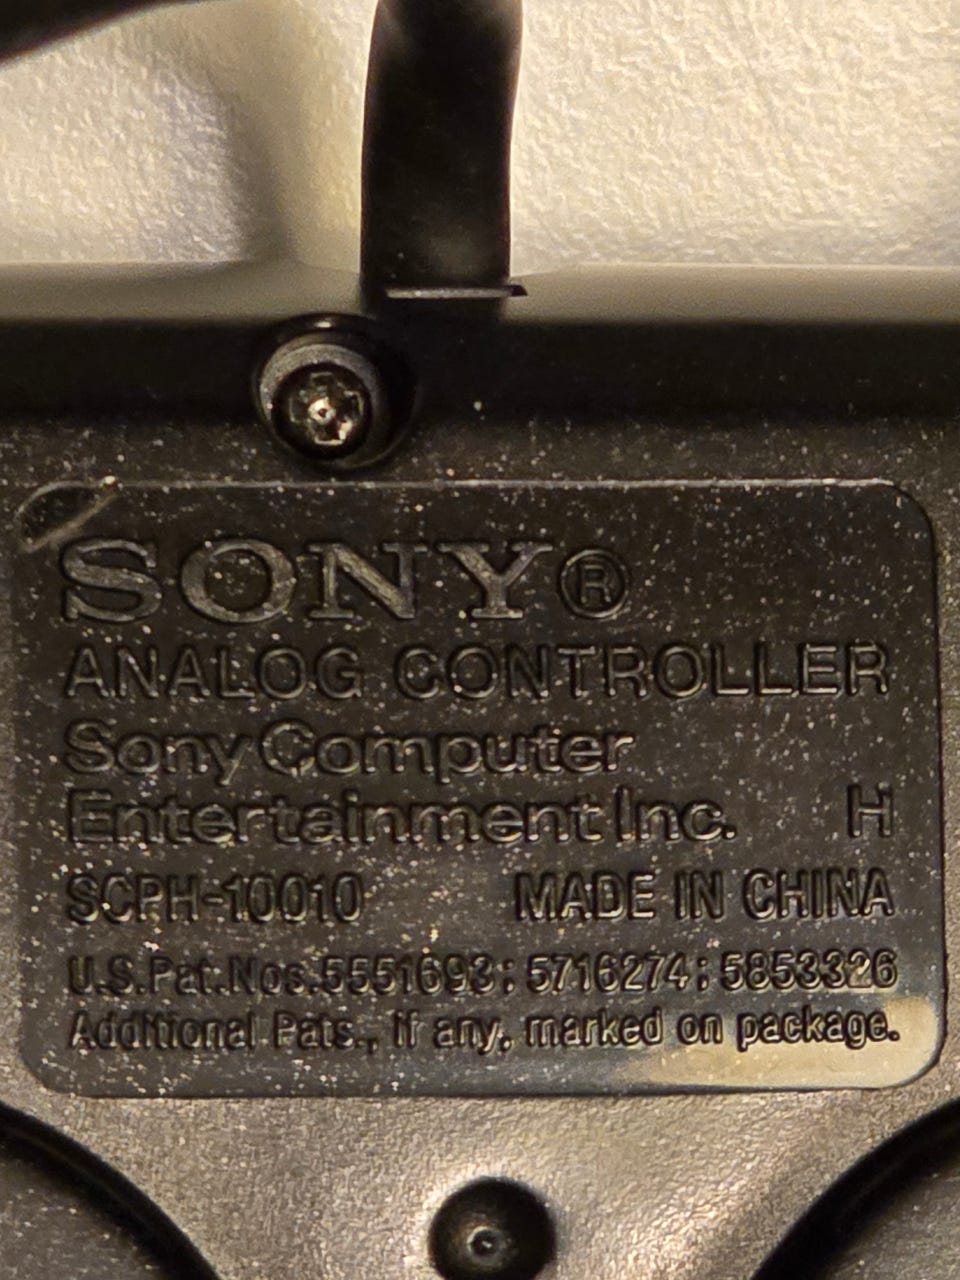 SONY®
ANALOG CONTROLLER
Sony Computer
Entertainment Inc. H
SCPH-10010 MADE IN CHINA
U.S.Pat.Nos.5551693; 5716274; 5853326
Additional Pats., if any, marked on package.